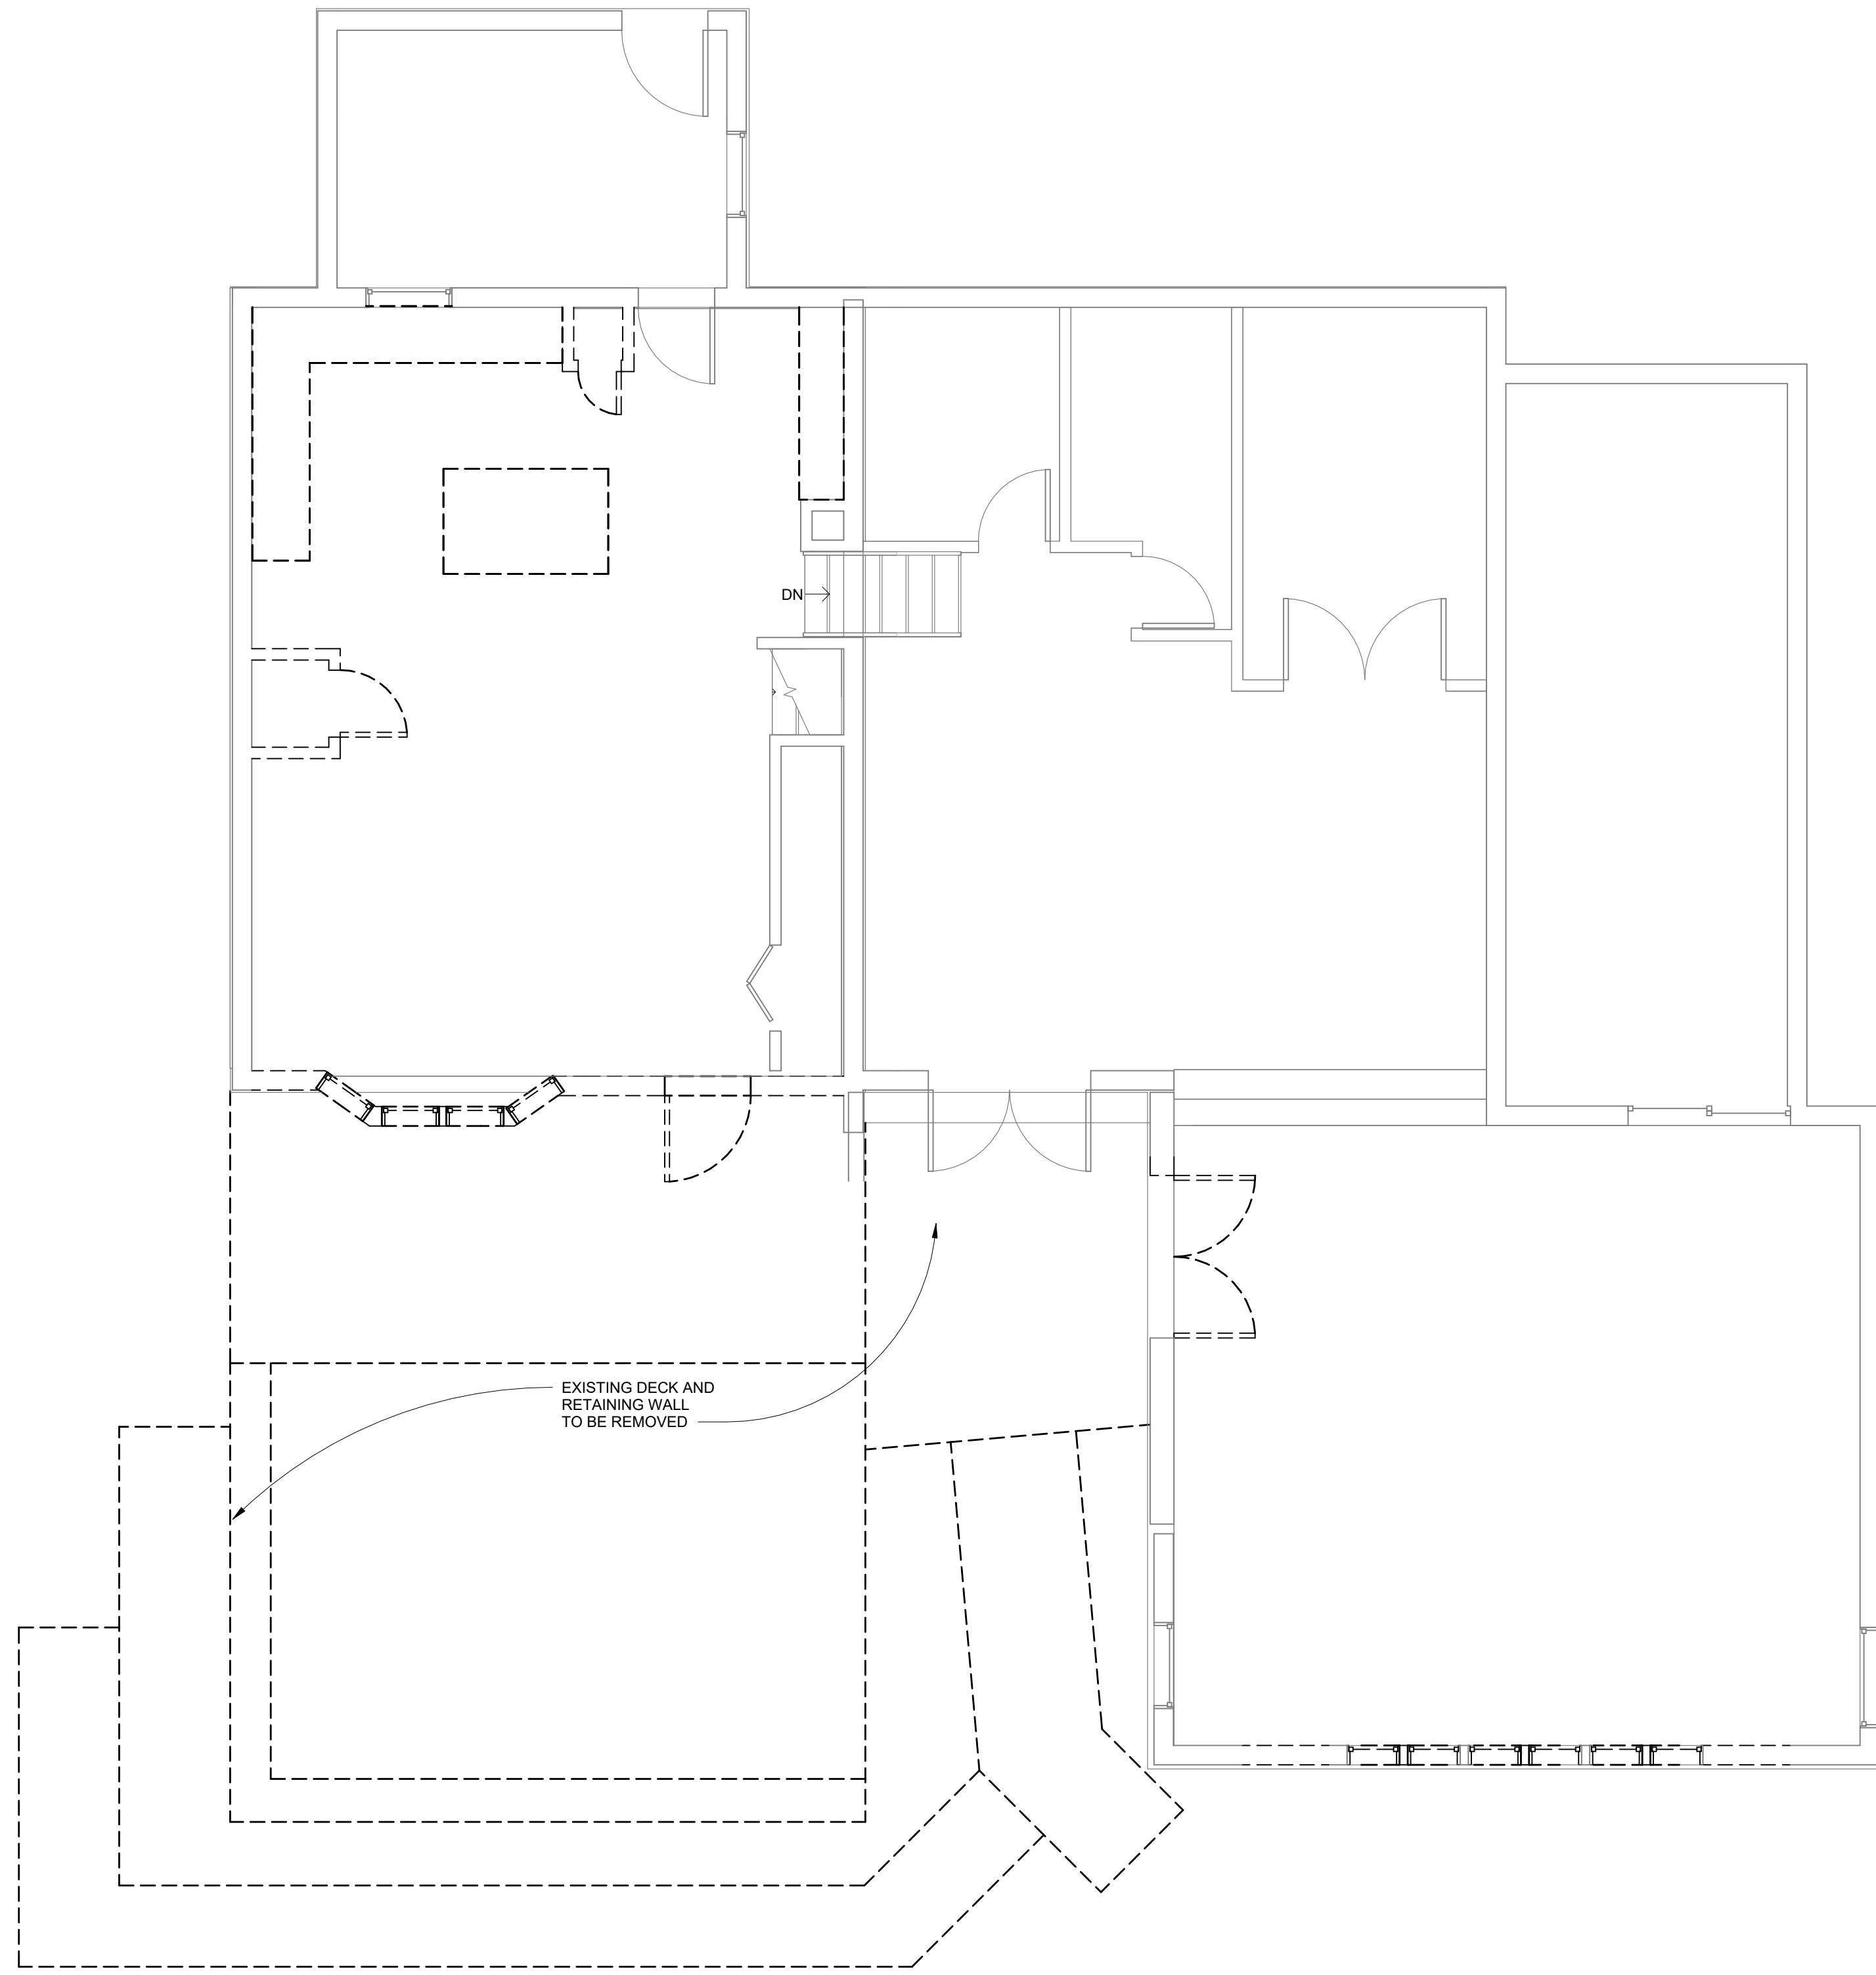 DN
EXISTING DECK AND
RETAINING WALL
TO BE REMOVED